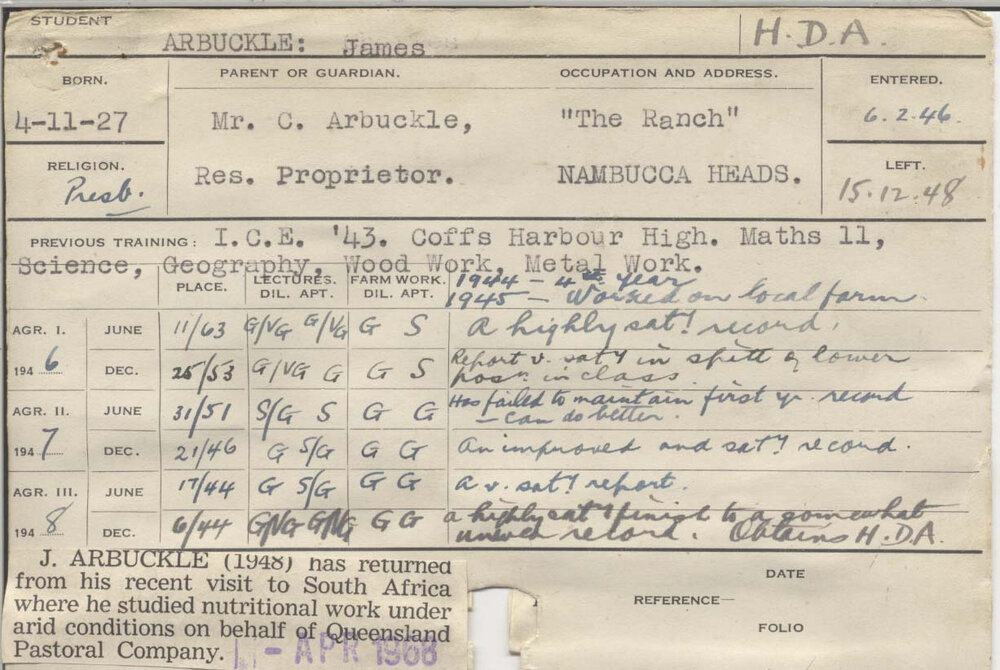 STUDENT
ARBUCKLE: James
H.D.A.
BORN.
PARENT OR GUARDIAN.
OCCUPATION AND ADDRESS.
ENTERED.
4-11-27
Mr. C. Arbuckle,
"The Ranch"
6.2.46.
RELIGION.
Presb.
Res. Proprietor.
NAMBUCCA HEADS.
LEFT.
15.12.48
PREVIOUS TRAINING: I.C.E. '43. Coffs Harbour High. Maths 11,
Science, Geography, Wood Work, Metal Work.
1944 - 4th Year
1945 - Worked on local farm.
PLACE. LECTURES. DIL. APT. FARM WORK. DIL. APT.
AGR. I. JUNE 11/63 G/VG G/VG G S A highly sat! record.
1946 DEC. 25/53 G/VG G G S Report v. sat! in spite of lower
posn. in class.
AGR. II. JUNE 31/51 S/G S G G Has failed to maintain first yr. record
- can do better.
1947 DEC. 21/46 G S/G G G An improved and sat! record.
AGR. III. JUNE 17/44 G S/G G G A v. sat! report.
1948 DEC. 6/44 G/VG G/VG G G A highly sat! finish to a somewhat
uneven record. Obtains H.D.A.
J. ARBUCKLE (1948) has returned
from his recent visit to South Africa
where he studied nutritional work under
arid conditions on behalf of Queensland
Pastoral Company.
- APR 1968
DATE
REFERENCE—
FOLIO